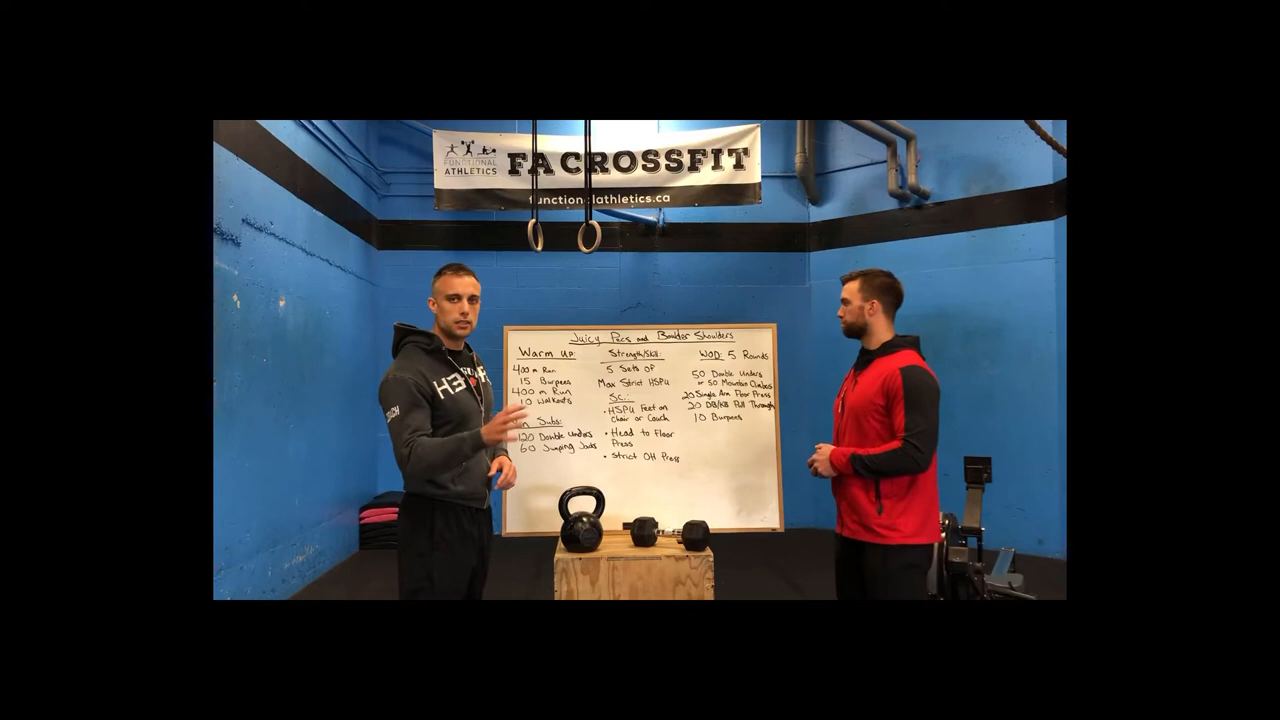 FUNCTIONAL
ATHLETICS
FA CROSSFIT
functionalathletics.ca
COACH
Juicy Pecs and Boulder Shoulders
Warm Up:
400 m Run
15 Burpees
400 m Run
10 Walkouts
Subs:
120 Double Unders
60 Jumping Jacks
Strength/Skill:
5 Sets of
Max Strict HSPU
Sc.:
• HSPU Feet on
chair or Couch
• Head to Floor
Press
• Strict OH Press
WOD: 5 Rounds
50 Double Unders
or 50 Mountain Climbers
20 Single Arm Floor Press
20 DB/KB Pull Through
10 Burpees